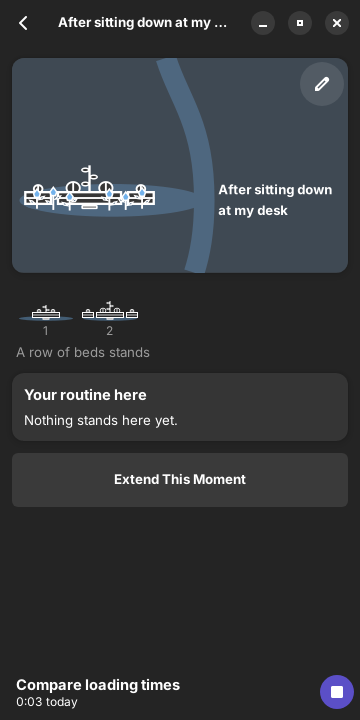 After sitting down at my ...
After sitting down
at my desk
1
2
A row of beds stands
Your routine here
Nothing stands here yet.
Extend This Moment
Compare loading times
0:03 today